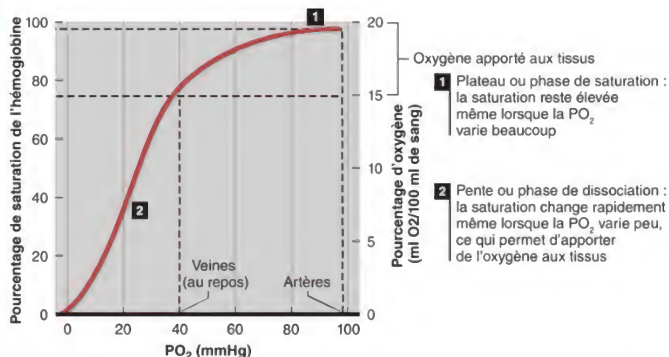 Pourcentage de saturation de l'hémoglobine
100
80
60
40
20
0
0
20
40
60
80
100
PO2 (mmHg)
1
2
Veines
(au repos)
Artères
20
15
10
5
0
Pourcentage d'oxygène
(ml O2/100 ml de sang)
Oxygène apporté aux tissus
1 Plateau ou phase de saturation :
la saturation reste élevée
même lorsque la PO2
varie beaucoup
2 Pente ou phase de dissociation :
la saturation change rapidement
même lorsque la PO2 varie peu,
ce qui permet d'apporter
de l'oxygène aux tissus